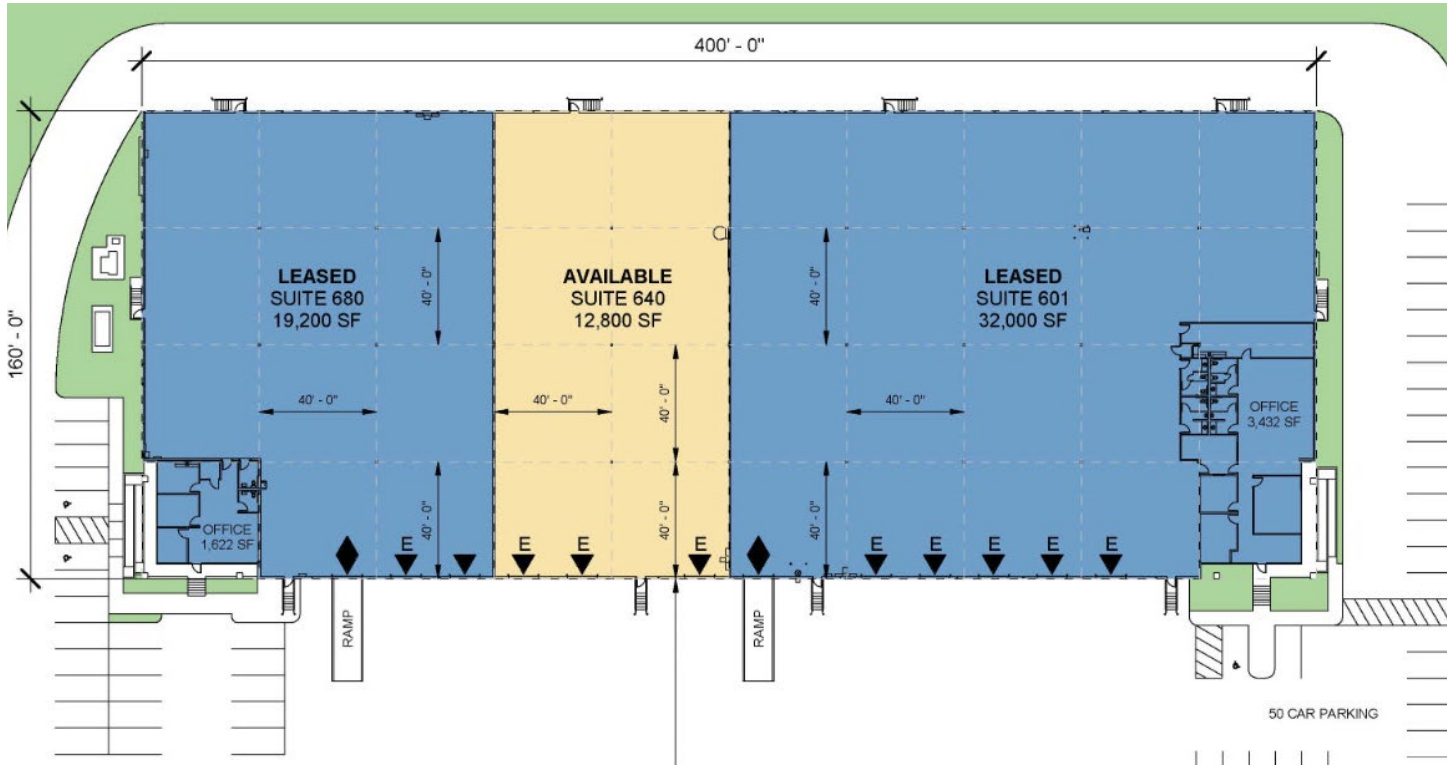 400' - 0"
160' - 0"
LEASED
SUITE 680
19,200 SF
40' - 0"
AVAILABLE
SUITE 640
12,800 SF
40' - 0"
LEASED
SUITE 601
32,000 SF
40' - 0"
40' - 0"
40' - 0"
40' - 0"
OFFICE
3,432 SF
40' - 0"
40' - 0"
40' - 0"
OFFICE
1,622 SF
E
E
E
E
E
E
E
E
E
RAMP
RAMP
50 CAR PARKING